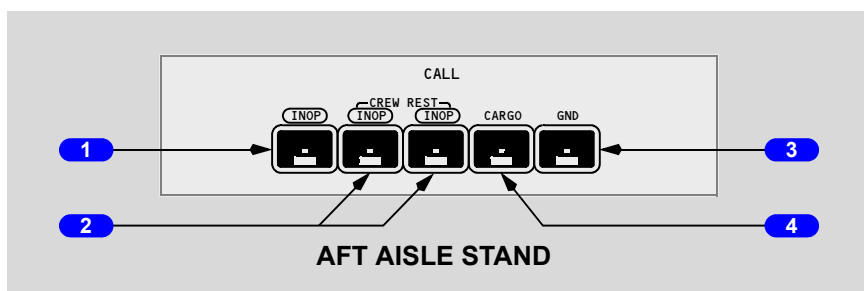 CALL
CREW REST
INOP INOP INOP CARGO GND
1 3
2 4
AFT AISLE STAND